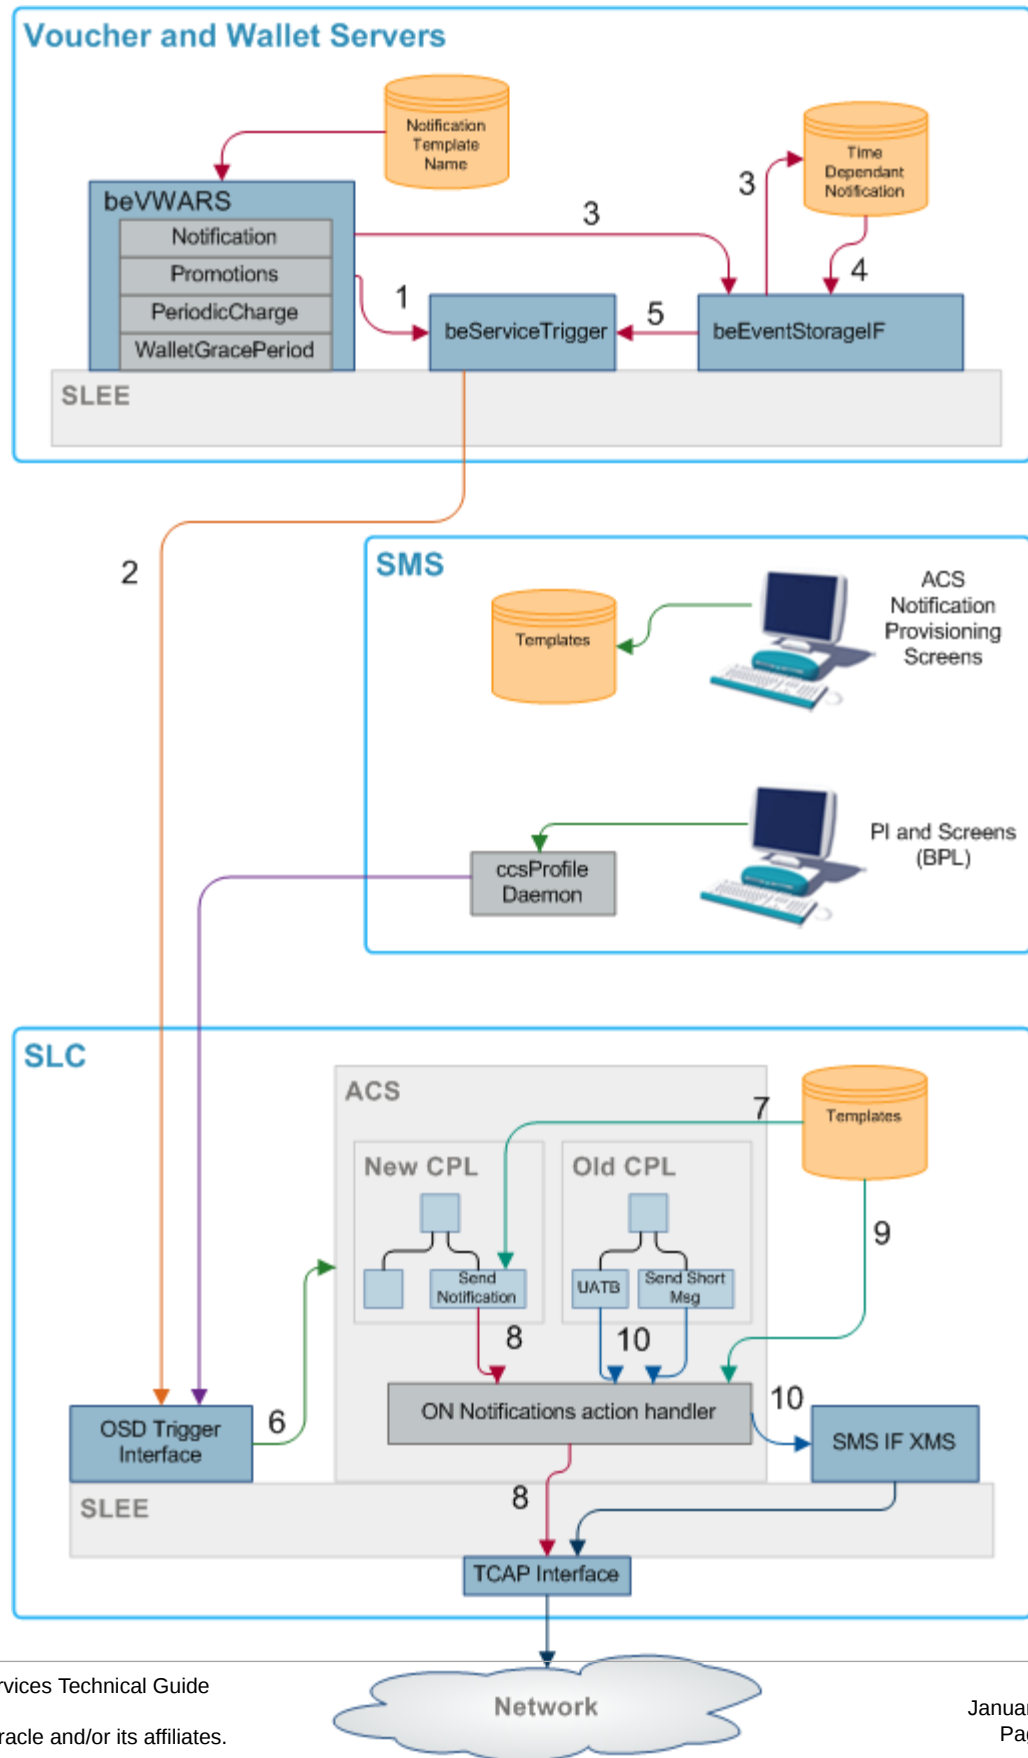 Voucher and Wallet Servers
Notification
Template
Name
Time
Dependant
Notification
beVWARS
Notification
Promotions
PeriodicCharge
WalletGracePeriod
3
3
4
1
beServiceTrigger
5
beEventStorageIF
SLEE
2
SMS
Templates
ACS
Notification
Provisioning
Screens
ccsProfile
Daemon
PI and Screens
(BPL)
SLC
ACS
7
Templates
New CPL
Old CPL
9
Send
Notification
UATB
Send Short
Msg
8
10
ON Notifications action handler
10
6
OSD Trigger
Interface
SMS IF XMS
8
SLEE
TCAP Interface
Network
rvices Technical Guide
racle and/or its affiliates.
Januar
Pag